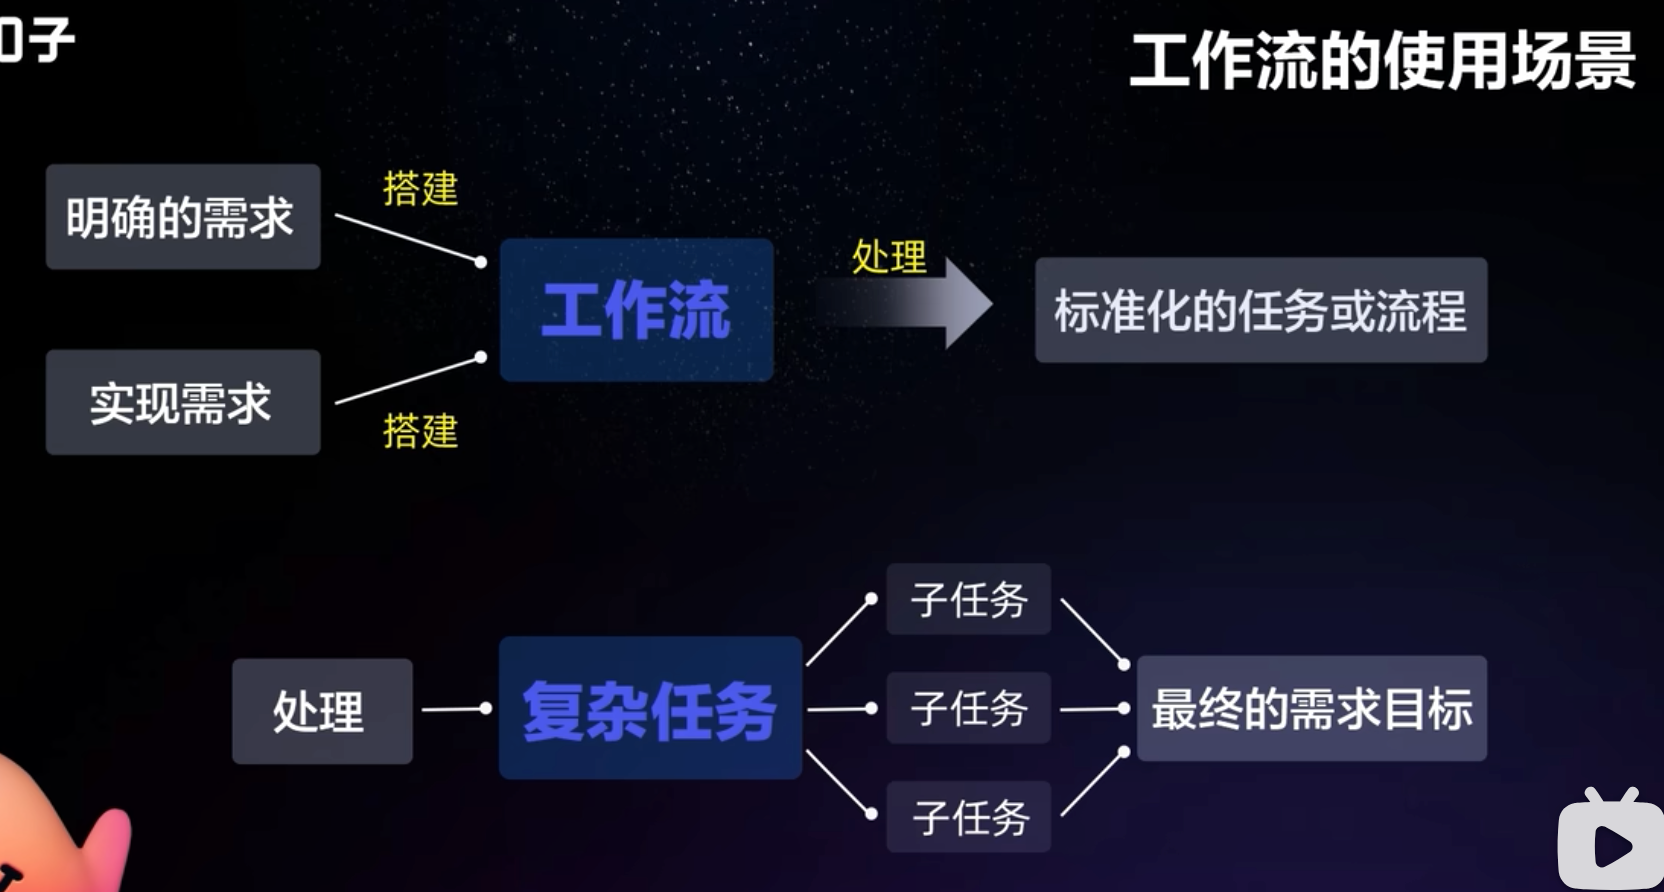 子
工作流的使用场景
明确的需求
搭建
工作流
处理
标准化的任务或流程
实现需求
搭建
处理
复杂任务
子任务
子任务
子任务
最终的需求目标